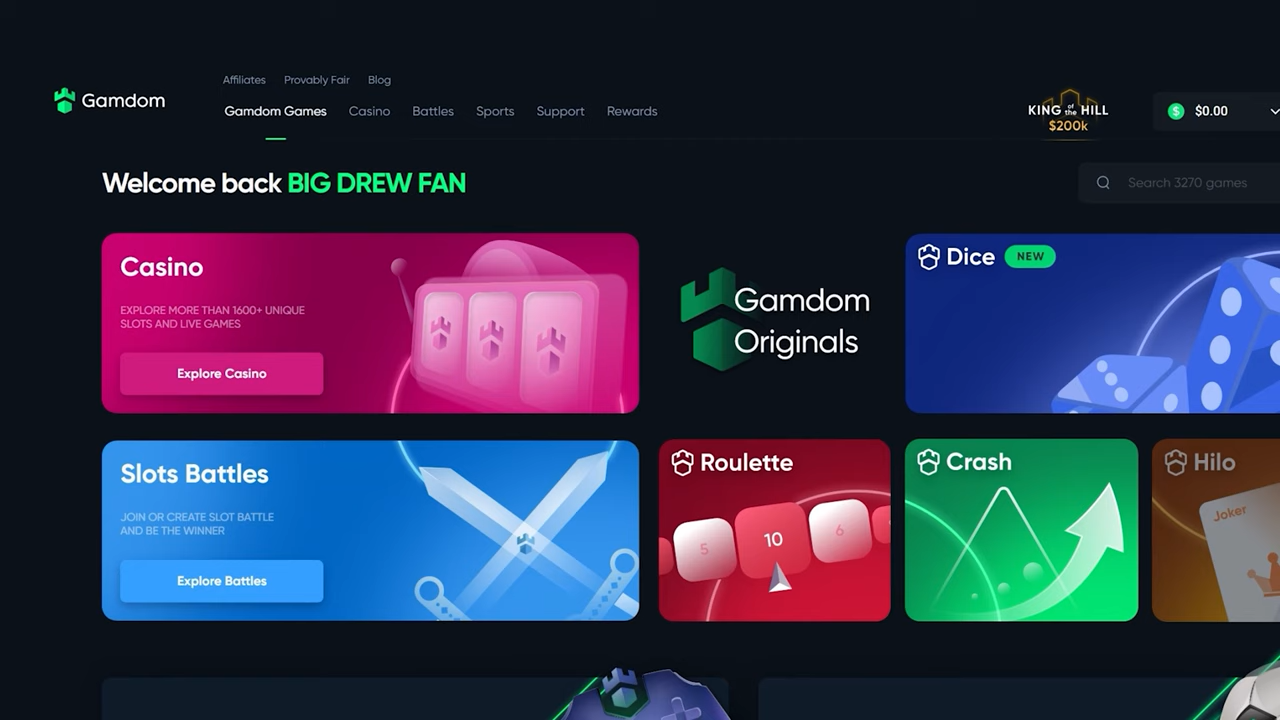 Affiliates Provably Fair Blog
Gamdom
Gamdom Games Casino Battles Sports Support Rewards
KING of the HILL
$200k
$ $0.00
Welcome back BIG DREW FAN
Search 3270 games
Casino
EXPLORE MORE THAN 1600+ UNIQUE
SLOTS AND LIVE GAMES
Explore Casino
Gamdom
Originals
Dice NEW
Slots Battles
JOIN OR CREATE SLOT BATTLE
AND BE THE WINNER
Explore Battles
Roulette
5 10 6
Crash
Hilo
Joker